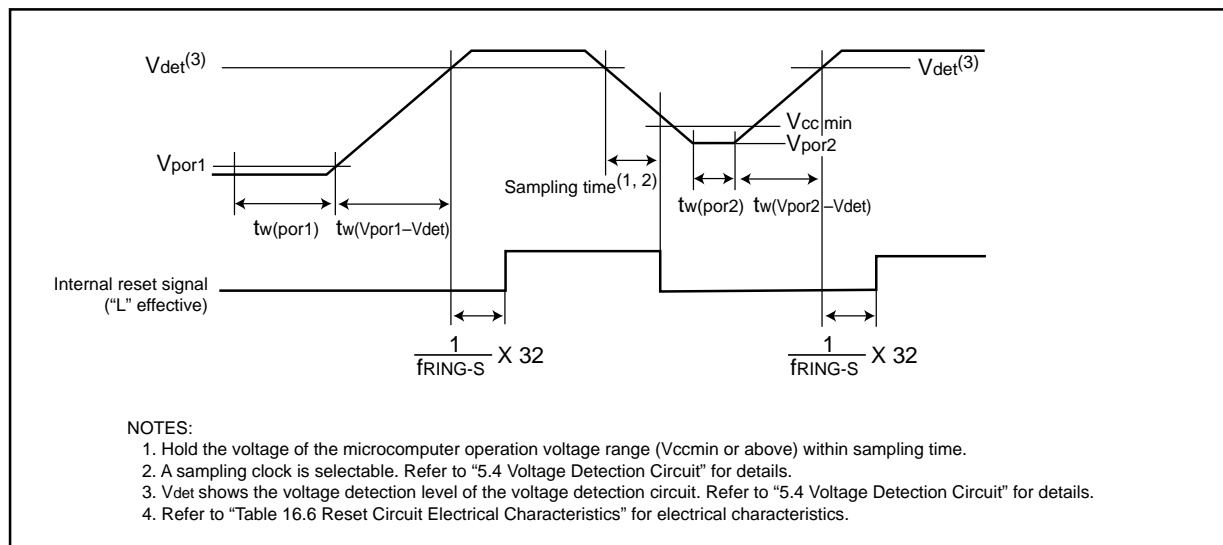 Vdet(3)
Vdet(3)
Vcc min
Vpor2
Vpor1
Sampling time(1, 2)
tw(por1)
tw(Vpor1–Vdet)
tw(por2)
tw(Vpor2 –Vdet)
Internal reset signal
(“L” effective)
1
fRING-S
X 32
1
fRING-S
X 32
NOTES:
1. Hold the voltage of the microcomputer operation voltage range (Vccmin or above) within sampling time.
2. A sampling clock is selectable. Refer to “5.4 Voltage Detection Circuit” for details.
3. Vdet shows the voltage detection level of the voltage detection circuit. Refer to “5.4 Voltage Detection Circuit” for details.
4. Refer to “Table 16.6 Reset Circuit Electrical Characteristics” for electrical characteristics.